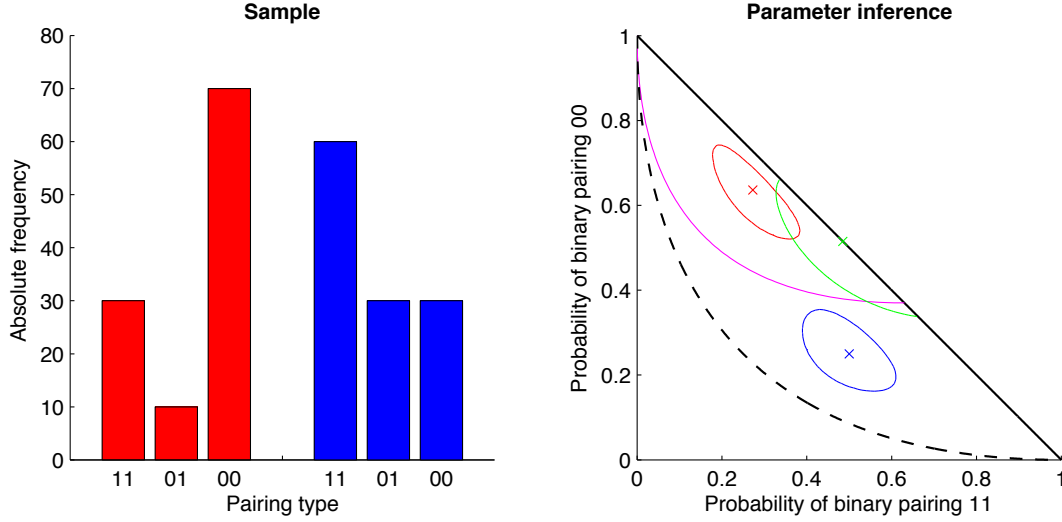 Sample
80
70
60
50
40
30
20
10
0
11 01 00 11 01 00
Pairing type
Absolute frequency
Parameter inference
1
0.8
0.6
0.4
0.2
0
0 0.2 0.4 0.6 0.8 1
Probability of binary pairing 11
Probability of binary pairing 00